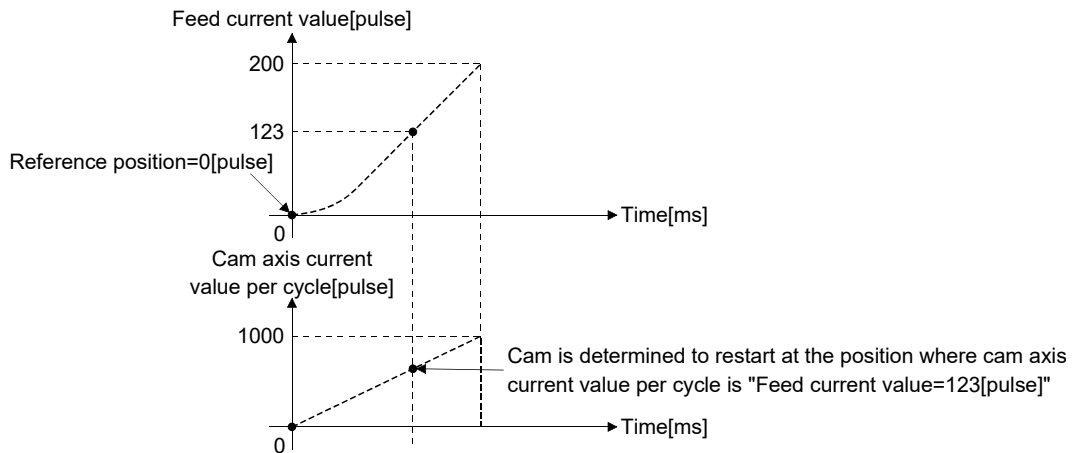 Feed current value[pulse]
200
123
Reference position=0[pulse]
Time[ms]
0
Cam axis current
value per cycle[pulse]
1000
Cam is determined to restart at the position where cam axis
current value per cycle is "Feed current value=123[pulse]"
Time[ms]
0